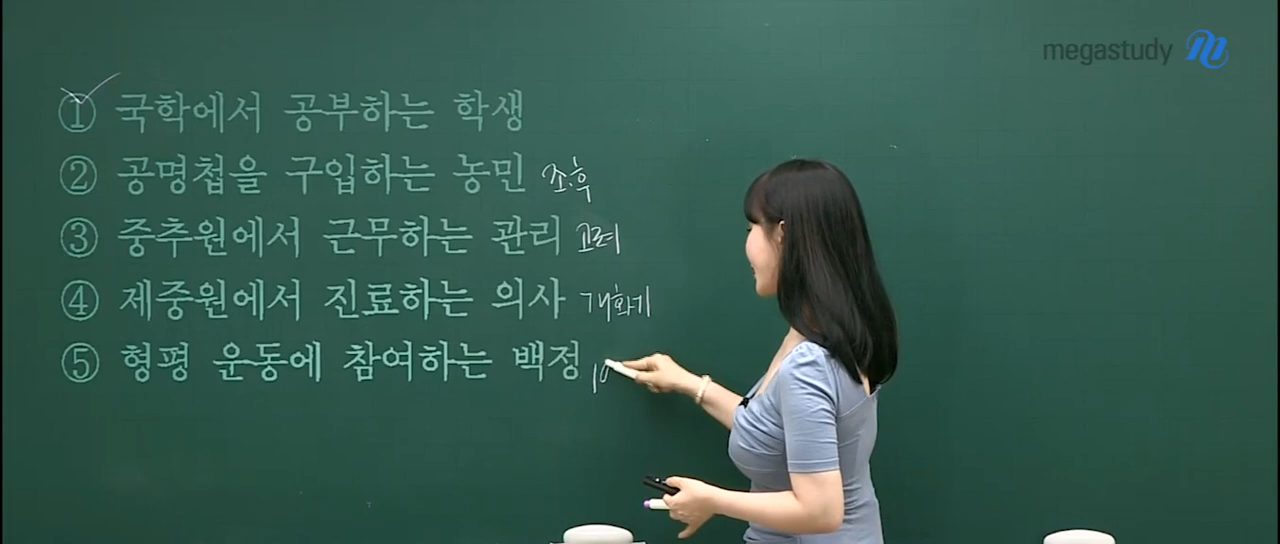 megastudy
① 국학에서 공부하는 학생
② 공명첩을 구입하는 농민 조.후
③ 중추원에서 근무하는 관리 고려
④ 제중원에서 진료하는 의사 개화기
⑤ 형평 운동에 참여하는 백정 10